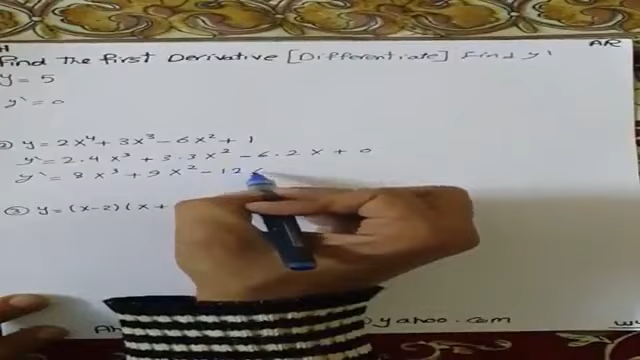 Find The first Derivative [Differentiate] Find y'
y = 5
y' = 0
② y = 2x⁴ + 3x³ - 6x² + 1
y' = 2.4x³ + 3.3x² - 6.2x + 0
y' = 8x³ + 9x² - 12
③ y = (x-2)(x+
@yahoo.com